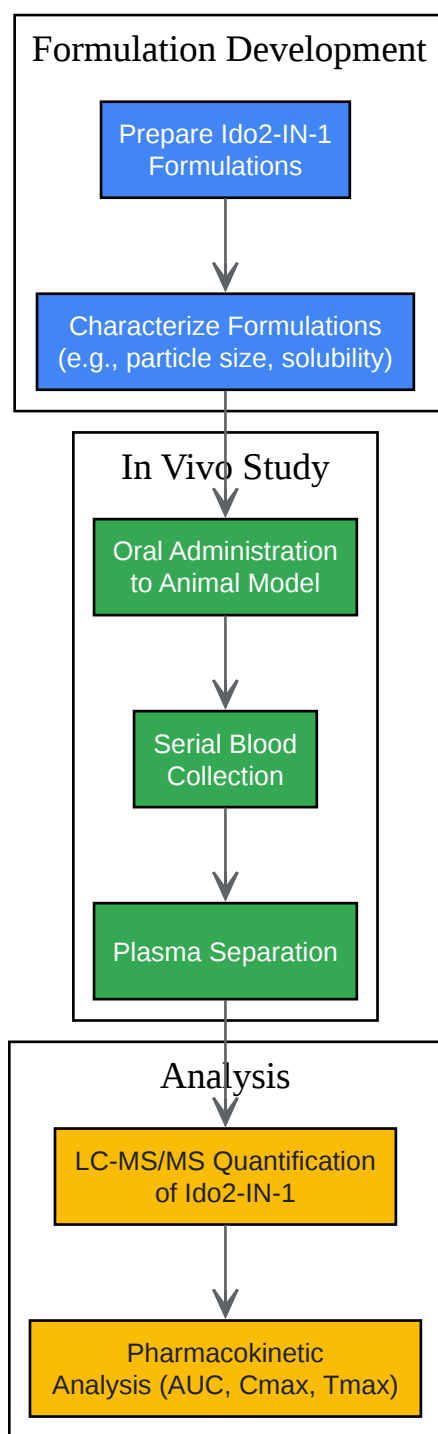 Formulation Development
Prepare Ido2-IN-1
Formulations
Characterize Formulations
(e.g., particle size, solubility)
In Vivo Study
Oral Administration
to Animal Model
Serial Blood
Collection
Plasma Separation
Analysis
LC-MS/MS Quantification
of Ido2-IN-1
Pharmacokinetic
Analysis (AUC, Cmax, Tmax)